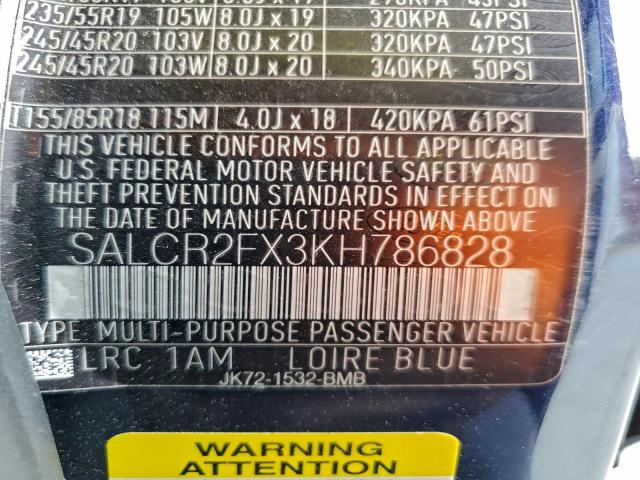 235/55R19 105W 8.0J x 19 320KPA 47PSI
245/45R20 103V 8.0J x 20 320KPA 47PSI
245/45R20 103W 8.0J x 20 340KPA 50PSI
T155/85R18 115M 4.0J x 18 420KPA 61PSI
THIS VEHICLE CONFORMS TO ALL APPLICABLE
U.S. FEDERAL MOTOR VEHICLE SAFETY AND
THEFT PREVENTION STANDARDS IN EFFECT ON
THE DATE OF MANUFACTURE SHOWN ABOVE
SALCR2FX3KH786828
TYPE MULTI-PURPOSE PASSENGER VEHICLE
LRC 1AM LOIRE BLUE
JK72-1532-BMB
WARNING
ATTENTION